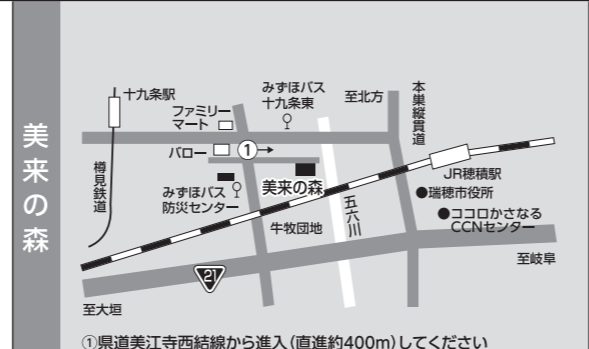 美来の森
十九条駅
ファミリー
マート
みずほバス
十九条東
至北方
本巣縦貫道
バロー
①
樽見鉄道
みずほバス
防災センター
美来の森
牛牧団地
五六川
JR穂積駅
●瑞穂市役所
●ココロかさなる
CCNセンター
21
至大垣
至岐阜
①県道美江寺西結線から進入(直進約400m)してください